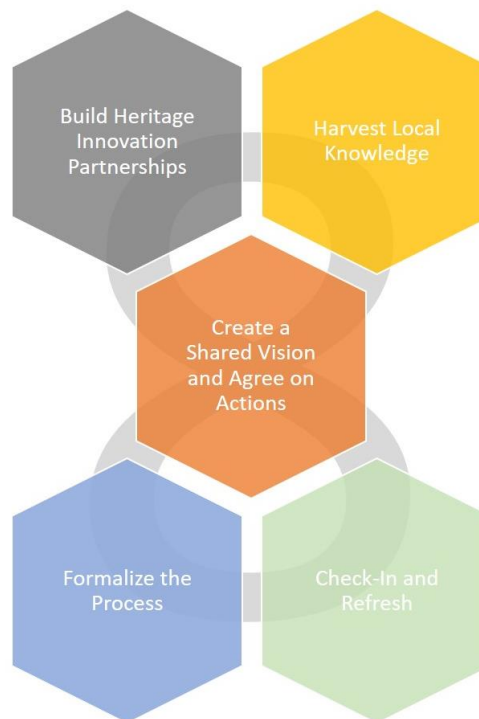 Build Heritage
Innovation
Partnerships
Harvest Local
Knowledge
Create a
Shared Vision
and Agree on
Actions
Formalize the
Process
Check-In and
Refresh